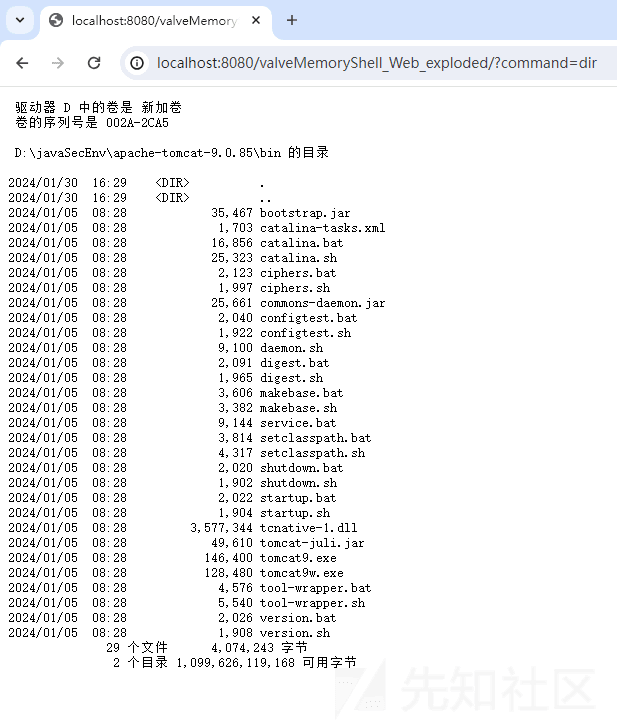 localhost:8080/valveMemory
localhost:8080/valveMemoryShell_Web_exploded/?command=dir
驱动器 D 中的卷是 新加卷
卷的序列号是 002A-2CA5
D:\javaSecEnv\apache-tomcat-9.0.85\bin 的目录
2024/01/30  16:29    <DIR>          .
2024/01/30  16:29    <DIR>          ..
2024/01/05  08:28            35,467 bootstrap.jar
2024/01/05  08:28             1,703 catalina-tasks.xml
2024/01/05  08:28            16,856 catalina.bat
2024/01/05  08:28            25,323 catalina.sh
2024/01/05  08:28             2,123 ciphers.bat
2024/01/05  08:28             1,997 ciphers.sh
2024/01/05  08:28            25,661 commons-daemon.jar
2024/01/05  08:28             2,040 configtest.bat
2024/01/05  08:28             1,922 configtest.sh
2024/01/05  08:28             9,100 daemon.sh
2024/01/05  08:28             2,091 digest.bat
2024/01/05  08:28             1,965 digest.sh
2024/01/05  08:28             3,606 makebase.bat
2024/01/05  08:28             3,382 makebase.sh
2024/01/05  08:28             9,144 service.bat
2024/01/05  08:28             3,814 setclasspath.bat
2024/01/05  08:28             4,317 setclasspath.sh
2024/01/05  08:28             2,020 shutdown.bat
2024/01/05  08:28             1,902 shutdown.sh
2024/01/05  08:28             2,022 startup.bat
2024/01/05  08:28             1,904 startup.sh
2024/01/05  08:28         3,577,344 tcnative-1.dll
2024/01/05  08:28            49,610 tomcat-juli.jar
2024/01/05  08:28           146,400 tomcat9.exe
2024/01/05  08:28           128,480 tomcat9w.exe
2024/01/05  08:28             4,576 tool-wrapper.bat
2024/01/05  08:28             5,540 tool-wrapper.sh
2024/01/05  08:28             2,026 version.bat
2024/01/05  08:28             1,908 version.sh
29 个文件      4,074,243 字节
2 个目录 1,099,626,119,168 可用字节
先知社区